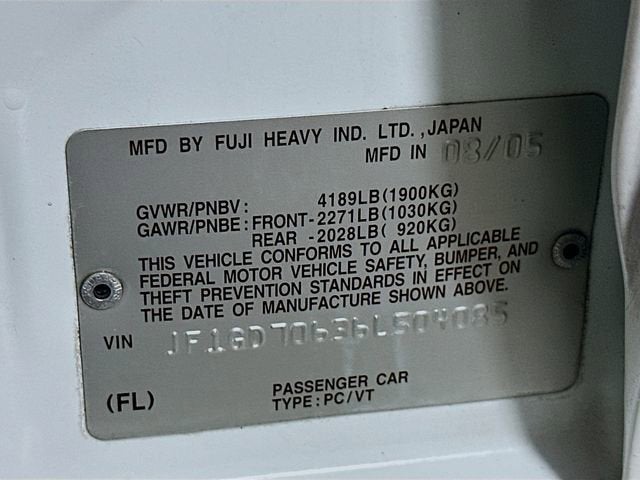 MFD BY FUJI HEAVY IND. LTD.,JAPAN
MFD IN 08/05
GVWR/PNBV: 4189LB(1900KG)
GAWR/PNBE: FRONT-2271LB(1030KG)
REAR -2028LB( 920KG)
THIS VEHICLE CONFORMS TO ALL APPLICABLE
FEDERAL MOTOR VEHICLE SAFETY, BUMPER, AND
THEFT PREVENTION STANDARDS IN EFFECT ON
THE DATE OF MANUFACTURE SHOWN ABOVE.
VIN JF1GD70636L504085
(FL)
PASSENGER CAR
TYPE:PC/VT